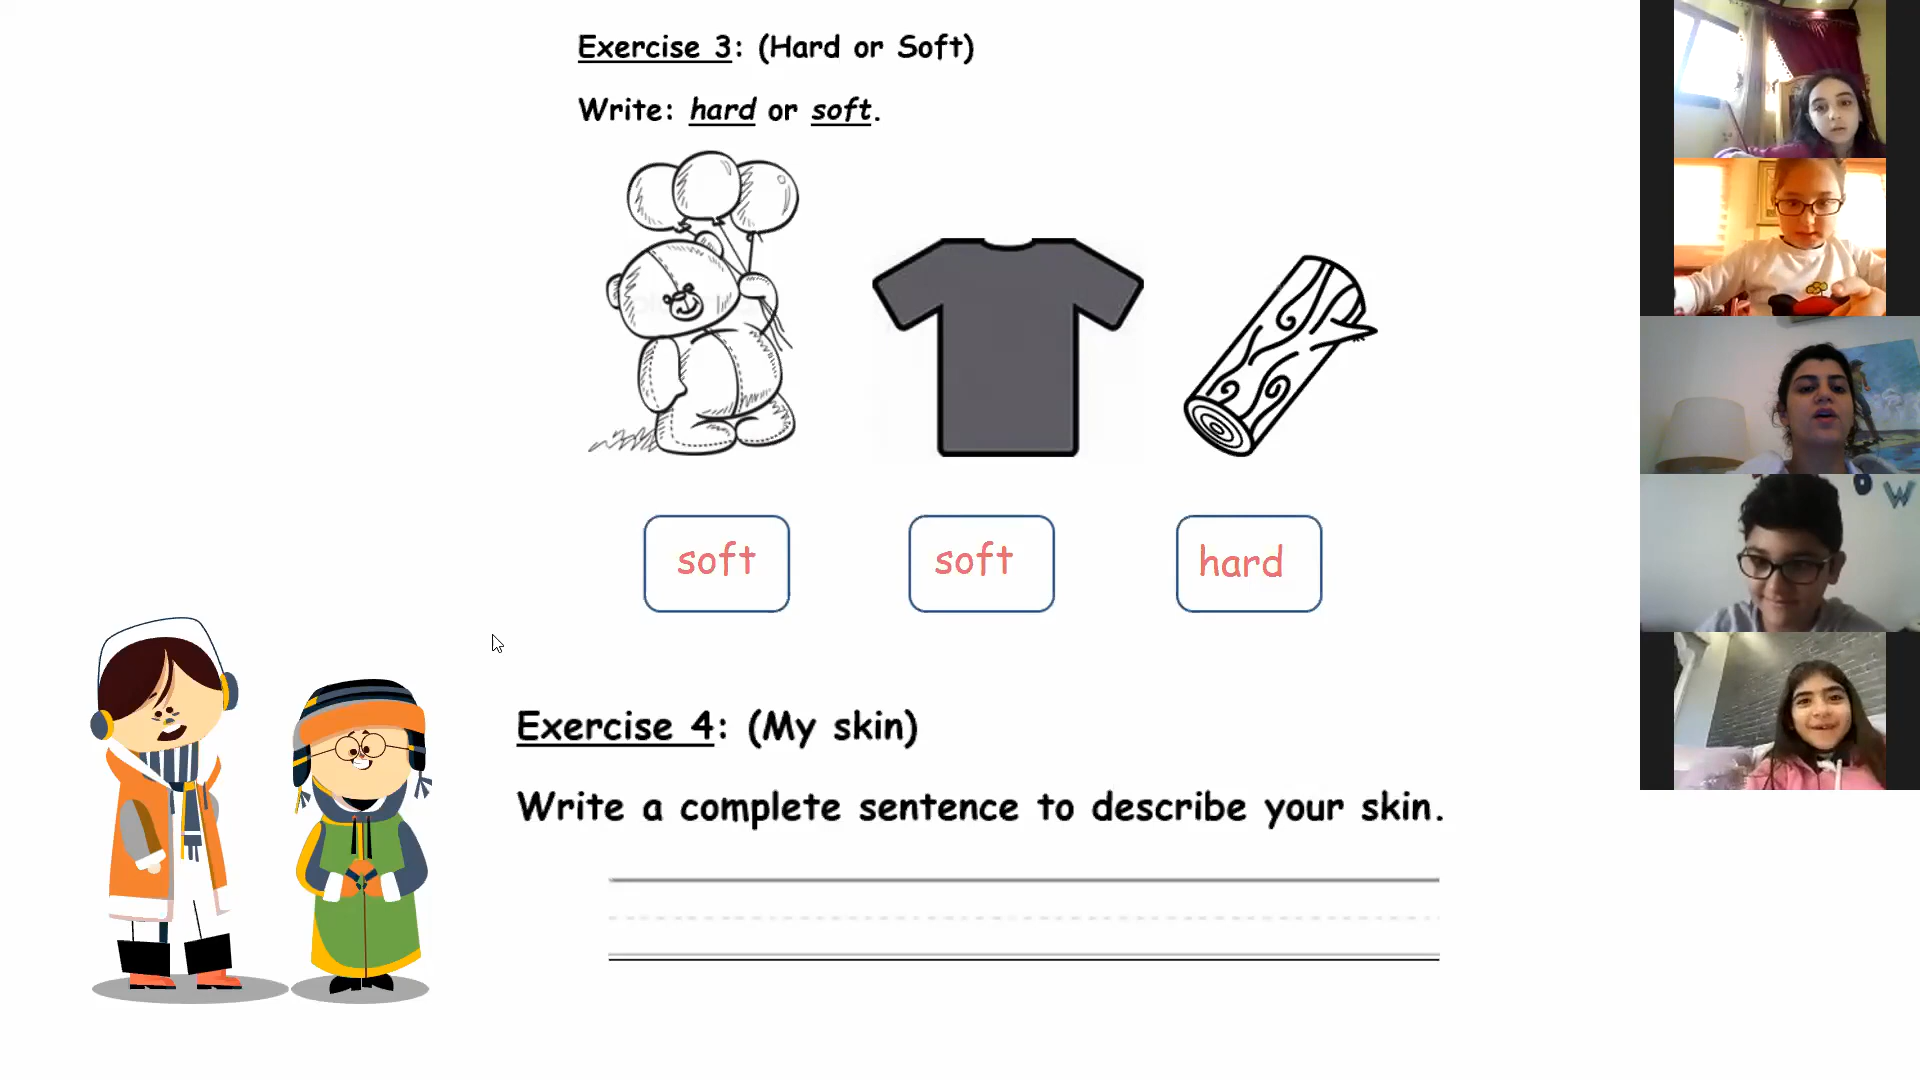 Exercise 3: (Hard or Soft)
Write: hard or soft.
soft soft hard
Exercise 4: (My skin)
Write a complete sentence to describe your skin.
O W